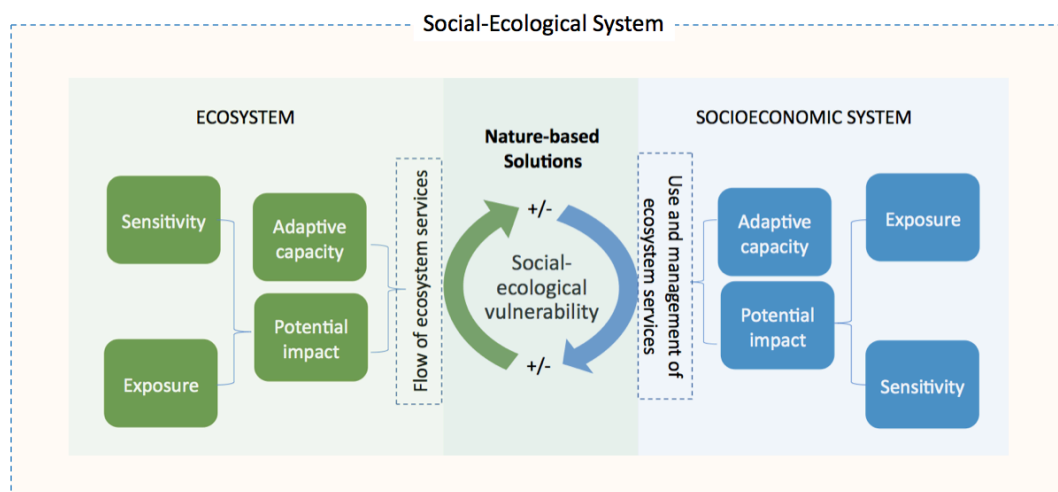 Social-Ecological System
ECOSYSTEM
Sensitivity
Exposure
Adaptive
capacity
Potential
impact
Flow of ecosystem services
Nature-based
Solutions
+/-
Social-
ecological
vulnerability
+/-
SOCIOECONOMIC SYSTEM
Use and management of
ecosystem services
Adaptive
capacity
Potential
impact
Exposure
Sensitivity